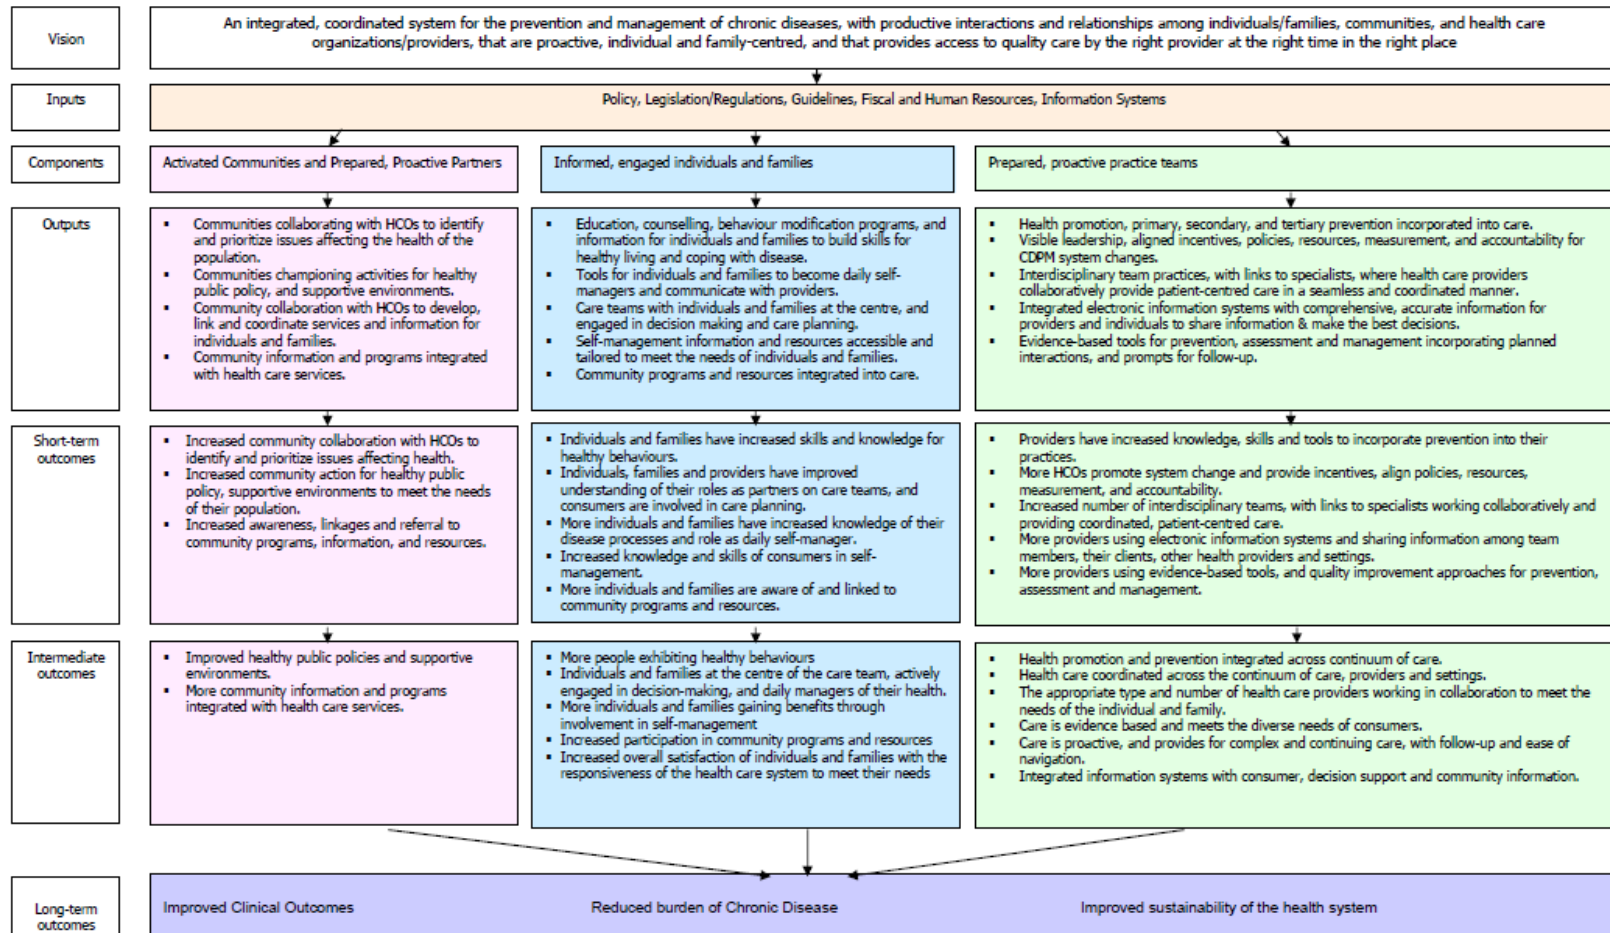 Vision
An integrated, coordinated system for the prevention and management of chronic diseases, with productive interactions and relationships among individuals/families, communities, and health care
organizations/providers, that are proactive, individual and family-centred, and that provides access to quality care by the right provider at the right time in the right place
Inputs
Policy, Legislation/Regulations, Guidelines, Fiscal and Human Resources, Information Systems
Components
Activated Communities and Prepared, Proactive Partners
Informed, engaged individuals and families
Prepared, proactive practice teams
Outputs
▪ Communities collaborating with HCOs to identify
and prioritize issues affecting the health of the
population.
▪ Communities championing activities for healthy
public policy, and supportive environments.
▪ Community collaboration with HCOs to develop,
link and coordinate services and information for
individuals and families.
▪ Community information and programs integrated
with health care services.
▪ Education, counselling, behaviour modification programs, and
information for individuals and families to build skills for
healthy living and coping with disease.
▪ Tools for individuals and families to become daily self-
managers and communicate with providers.
▪ Care teams with individuals and families at the centre, and
engaged in decision making and care planning.
▪ Self-management information and resources accessible and
tailored to meet the needs of individuals and families.
▪ Community programs and resources integrated into care.
▪ Health promotion, primary, secondary, and tertiary prevention incorporated into care.
▪ Visible leadership, aligned incentives, policies, resources, measurement, and accountability for
CDPM system changes.
▪ Interdisciplinary team practices, with links to specialists, where health care providers
collaboratively provide patient-centred care in a seamless and coordinated manner.
▪ Integrated electronic information systems with comprehensive, accurate information for
providers and individuals to share information & make the best decisions.
▪ Evidence-based tools for prevention, assessment and management incorporating planned
interactions, and prompts for follow-up.
Short-term
outcomes
▪ Increased community collaboration with HCOs to
identify and prioritize issues affecting health.
▪ Increased community action for healthy public
policy, supportive environments to meet the needs
of their population.
▪ Increased awareness, linkages and referral to
community programs, information, and resources.
▪ Individuals and families have increased skills and knowledge for
healthy behaviours.
▪ Individuals, families and providers have improved
understanding of their roles as partners on care teams, and
consumers are involved in care planning.
▪ More individuals and families have increased knowledge of their
disease processes and role as daily self-manager.
▪ Increased knowledge and skills of consumers in self-
management.
▪ More individuals and families are aware of and linked to
community programs and resources.
▪ Providers have increased knowledge, skills and tools to incorporate prevention into their
practices.
▪ More HCOs promote system change and provide incentives, align policies, resources,
measurement, and accountability.
▪ Increased number of interdisciplinary teams, with links to specialists working collaboratively and
providing coordinated, patient-centred care.
▪ More providers using electronic information systems and sharing information among team
members, their clients, other health providers and settings.
▪ More providers using evidence-based tools, and quality improvement approaches for prevention,
assessment and management.
Intermediate
outcomes
▪ Improved healthy public policies and supportive
environments.
▪ More community information and programs
integrated with health care services.
▪ More people exhibiting healthy behaviours
▪ Individuals and families at the centre of the care team, actively
engaged in decision-making, and daily managers of their health.
▪ More individuals and families gaining benefits through
involvement in self-management
▪ Increased participation in community programs and resources
▪ Increased overall satisfaction of individuals and families with the
responsiveness of the health care system to meet their needs
▪ Health promotion and prevention integrated across continuum of care.
▪ Health care coordinated across the continuum of care, providers and settings.
▪ The appropriate type and number of health care providers working in collaboration to meet the
needs of the individual and family.
▪ Care is evidence based and meets the diverse needs of consumers.
▪ Care is proactive, and provides for complex and continuing care, with follow-up and ease of
navigation.
▪ Integrated information systems with consumer, decision support and community information.
Long-term
outcomes
Improved Clinical Outcomes
Reduced burden of Chronic Disease
Improved sustainability of the health system